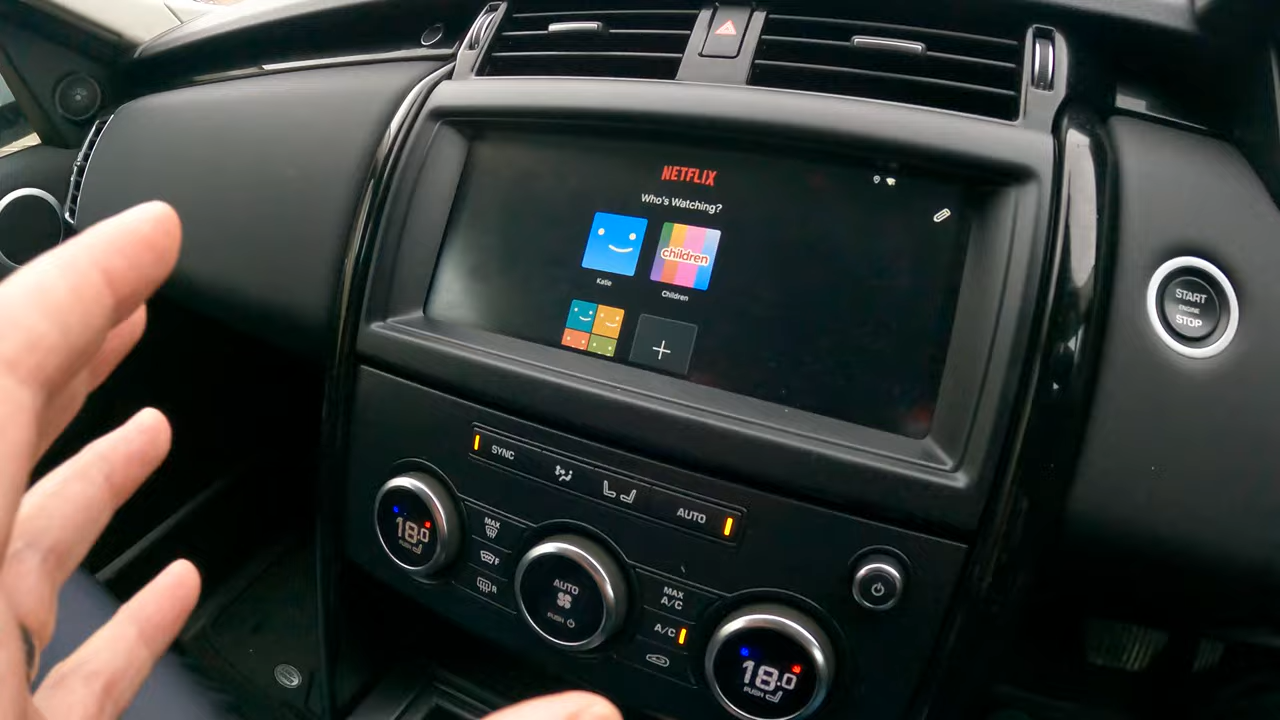 NETFLIX
Who's Watching?
children
Katie
Children
START
ENGINE
STOP
SYNC
AUTO
18.0
PUSH
MAX
F
R
AUTO
PUSH
MAX
A/C
A/C
18.0
PUSH